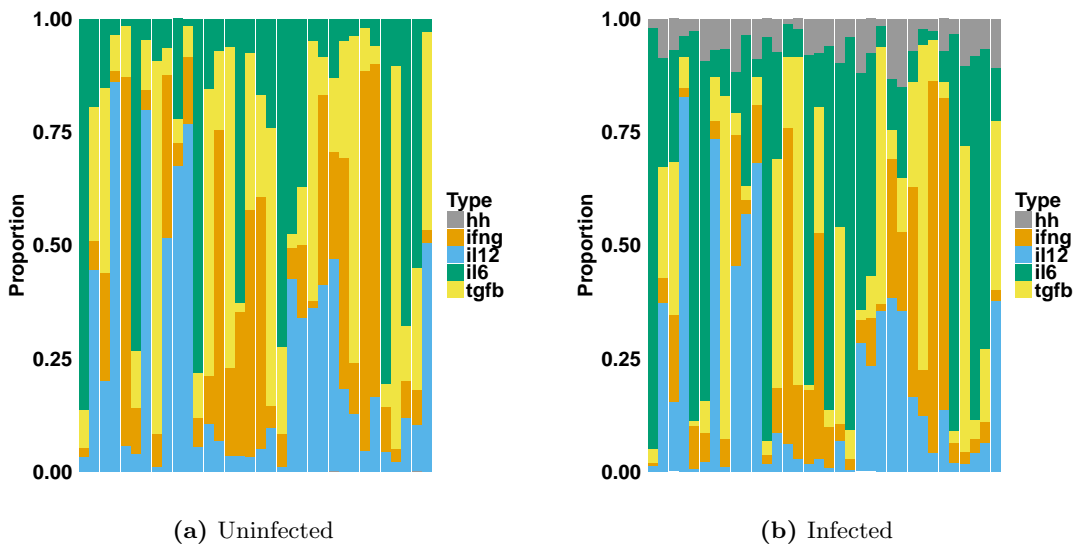 1.00
0.75
0.50
0.25
0.00
Proportion
Type
hh
ifng
il12
il6
tgfb
(a) Uninfected
1.00
0.75
0.50
0.25
0.00
Proportion
Type
hh
ifng
il12
il6
tgfb
(b) Infected